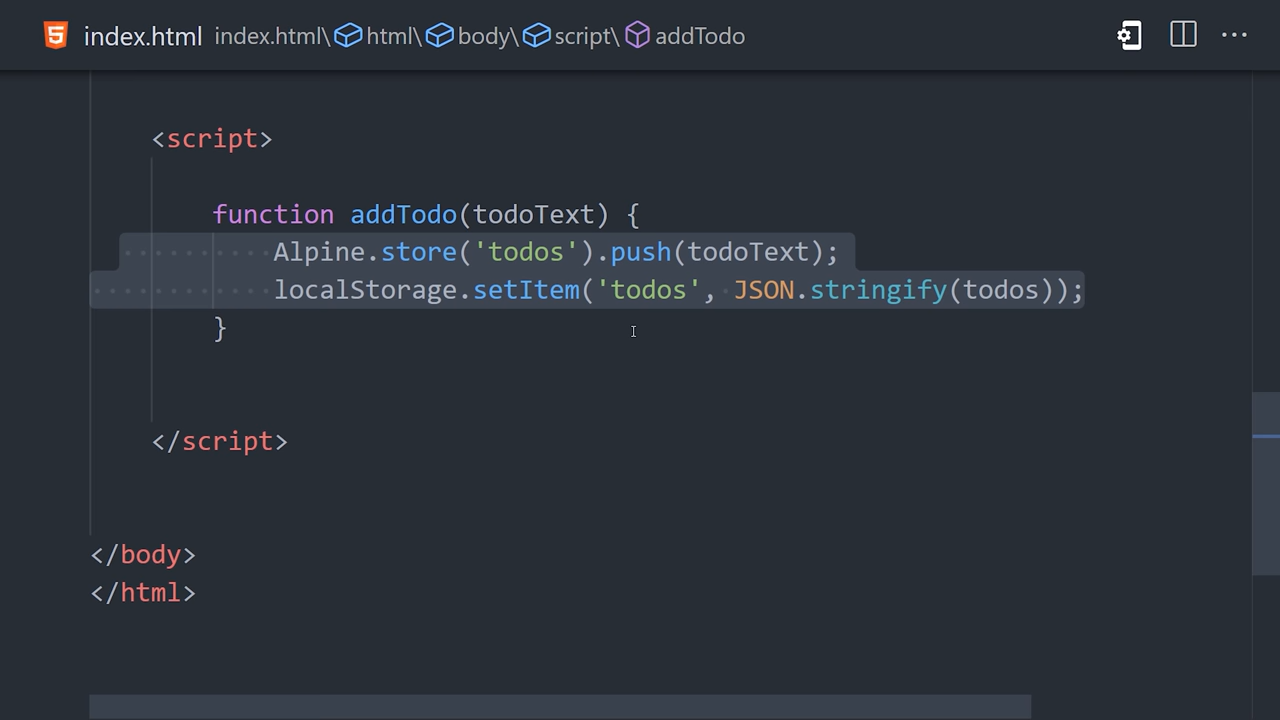 index.html index.html\html\body\script\addTodo
<script>
function addTodo(todoText) {
Alpine.store('todos').push(todoText);
localStorage.setItem('todos', JSON.stringify(todos));
}
</script>
</body>
</html>